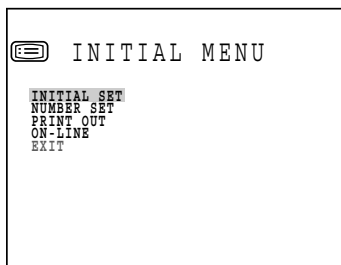 INITIAL MENU
INITIAL SET
NUMBER SET
PRINT OUT
ON-LINE
EXIT